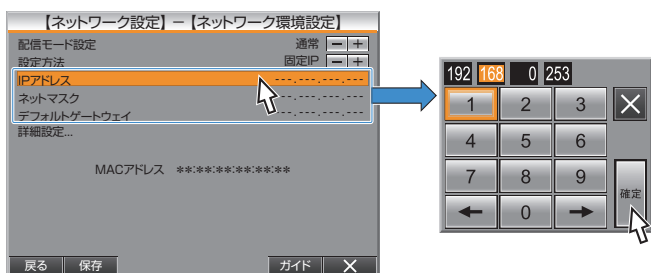 【ネットワーク設定】－【ネットワーク環境設定】
配信モード設定 通常 － ＋
設定方法 固定IP － ＋
IPアドレス ---.---.---.---
ネットマスク ---.---.---.---
デフォルトゲートウェイ ---.---.---.---
詳細設定...
MACアドレス **:**:**:**:**:**
戻る 保存 ガイド ×
192 168 0 253
1 2 3 ×
4 5 6
7 8 9 確定
← 0 →